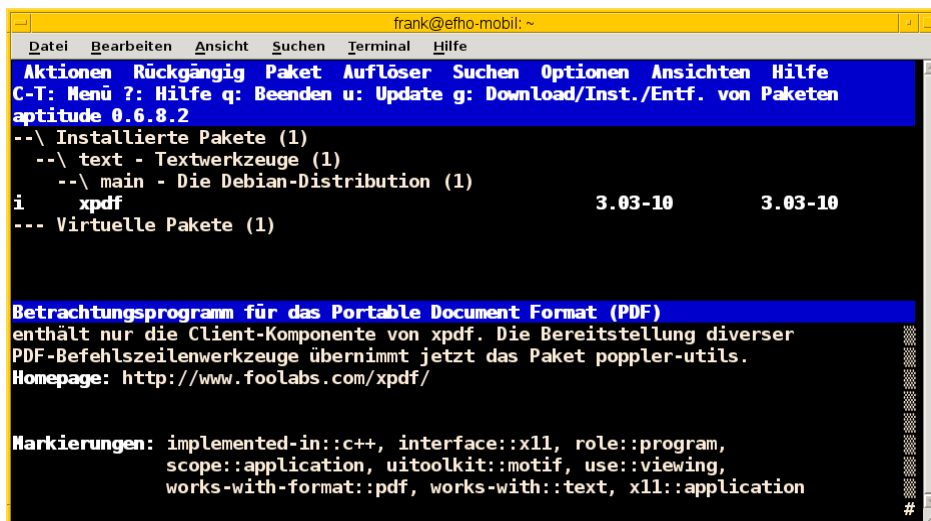 frank@efho-mobil: ~
Datei Bearbeiten Ansicht Suchen Terminal Hilfe
Aktionen Rückgängig Paket Auflöser Suchen Optionen Ansichten Hilfe
C-T: Menü ?: Hilfe q: Beenden u: Update g: Download/Inst./Entf. von Paketen
aptitude 0.6.8.2
--\ Installierte Pakete (1)
--\ text - Textwerkzeuge (1)
--\ main - Die Debian-Distribution (1)
i xpdf 3.03-10 3.03-10
--- Virtuelle Pakete (1)
Betrachtungsprogramm für das Portable Document Format (PDF)
enthält nur die Client-Komponente von xpdf. Die Bereitstellung diverser
PDF-Befehlszeilenwerkzeuge übernimmt jetzt das Paket poppler-utils.
Homepage: http://www.foolabs.com/xpdf/
Markierungen: implemented-in::c++, interface::x11, role::program,
scope::application, uitoolkit::motif, use::viewing,
works-with-format::pdf, works-with::text, x11::application
#